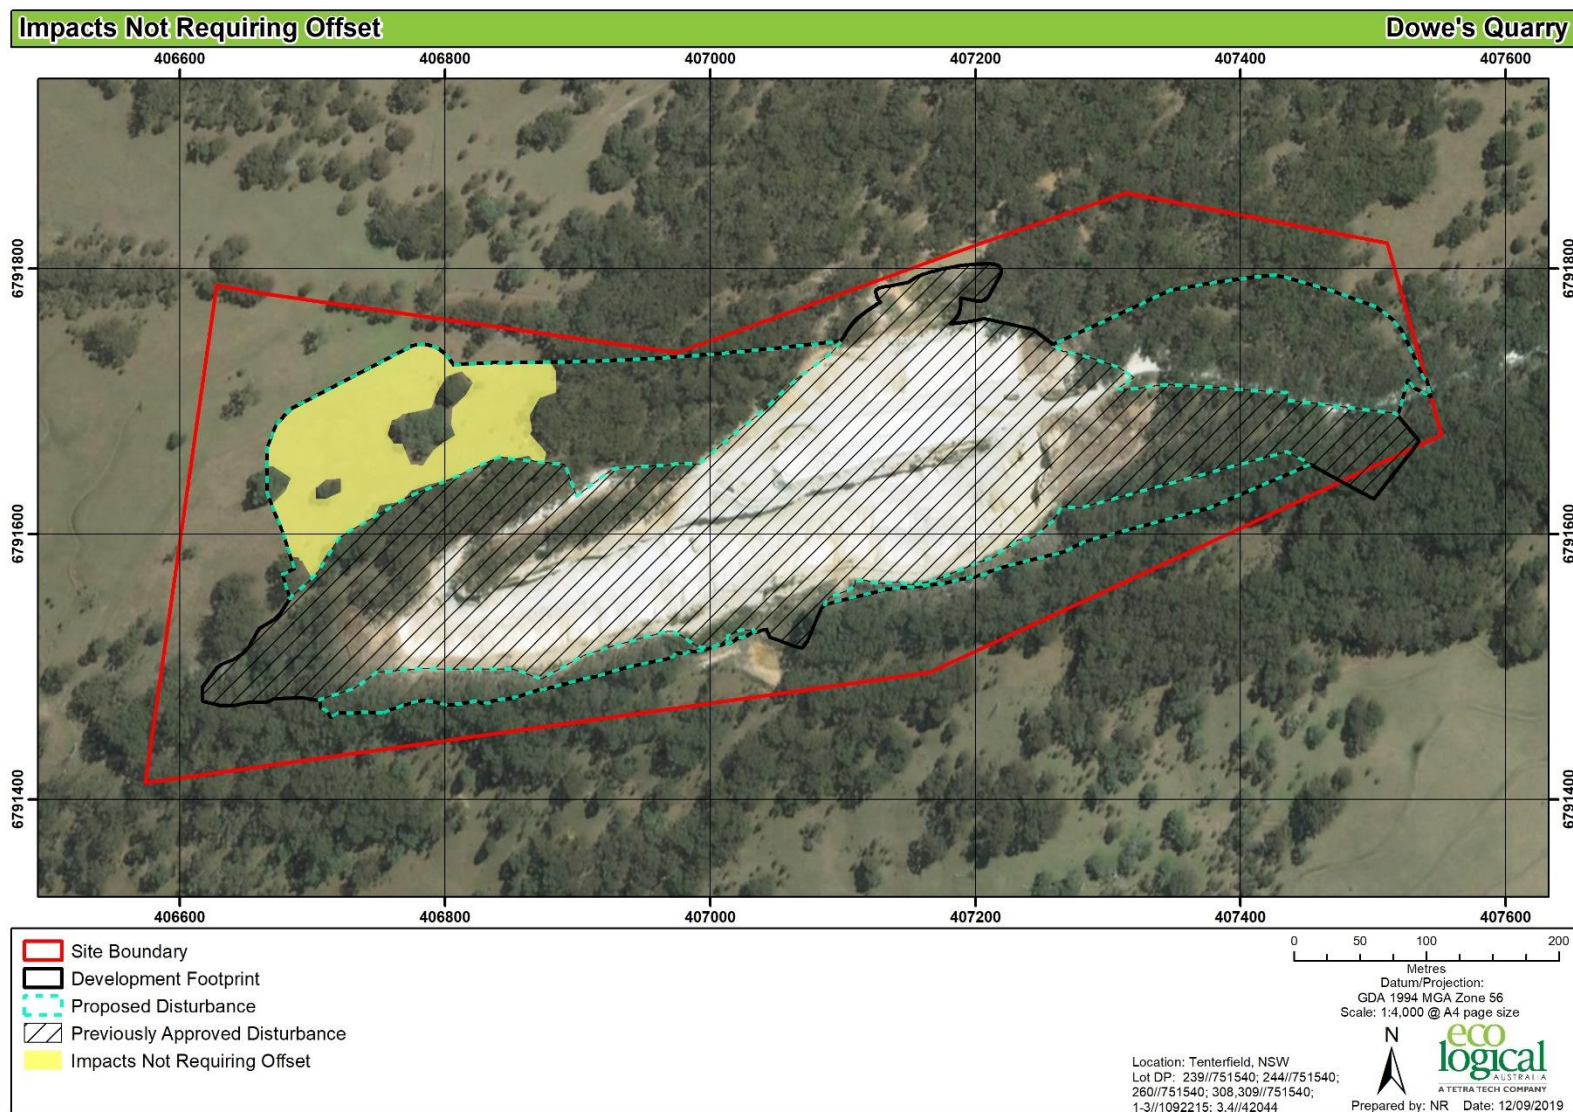 Impacts Not Requiring Offset Dowe's Quarry
406600 406800 407000 407200 407400 407600
6791800 6791800
6791600 6791600
6791400 6791400
406600 406800 407000 407200 407400 407600
Site Boundary
Development Footprint
Proposed Disturbance
Previously Approved Disturbance
Impacts Not Requiring Offset
0 50 100 200
Metres
Datum/Projection:
GDA 1994 MGA Zone 56
Scale: 1:4,000 @ A4 page size
Location: Tenterfield, NSW
Lot DP: 239//751540; 244//751540;
260//751540; 308,309//751540;
1-3//1092215; 3.4//42044
N
eco
logical
AUSTRALIA
A TETRA TECH COMPANY
Prepared by: NR Date: 12/09/2019